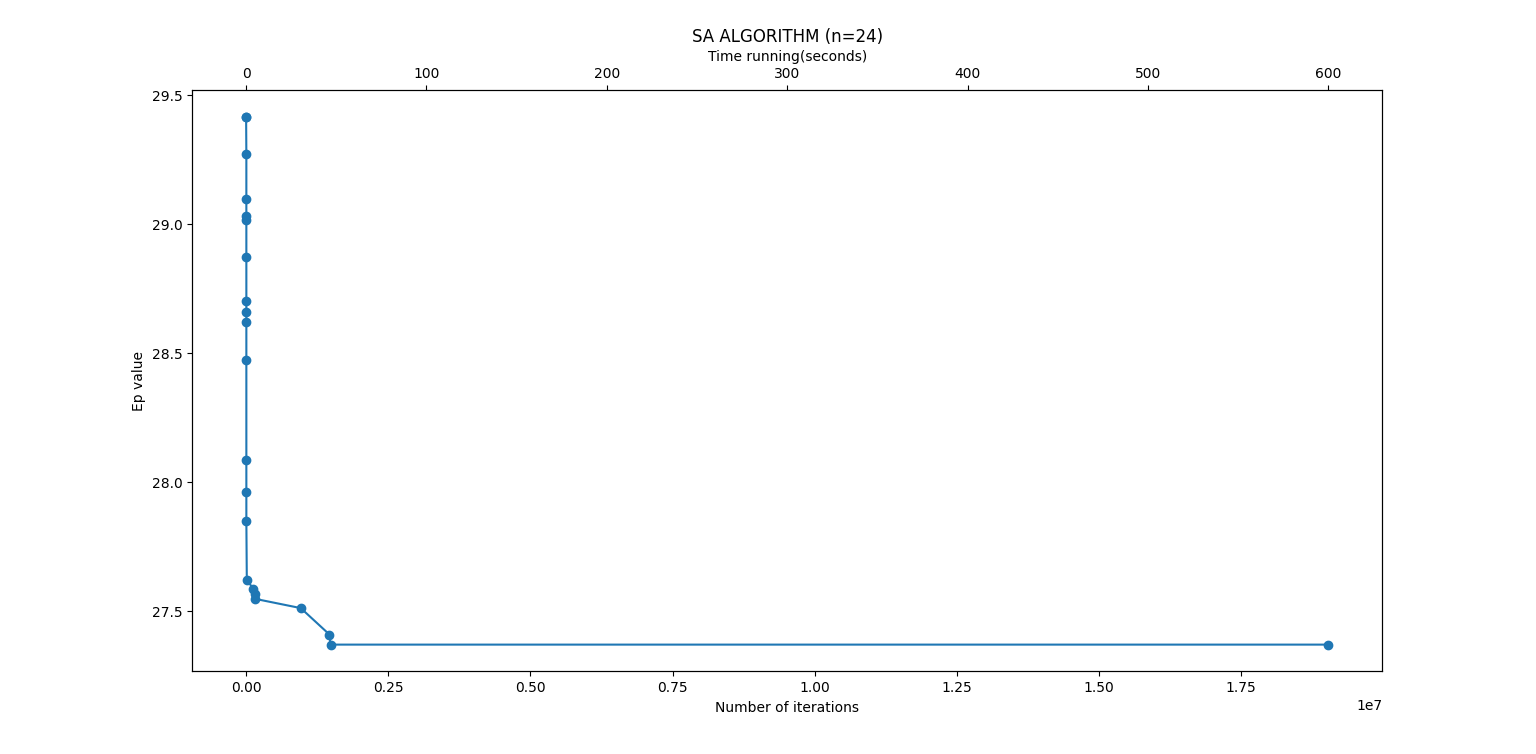 SA ALGORITHM (n=24)
Time running(seconds)
0 100 200 300 400 500 600
29.5
29.0
28.5
28.0
27.5
Ep value
0.00 0.25 0.50 0.75 1.00 1.25 1.50 1.75
Number of iterations
1e7